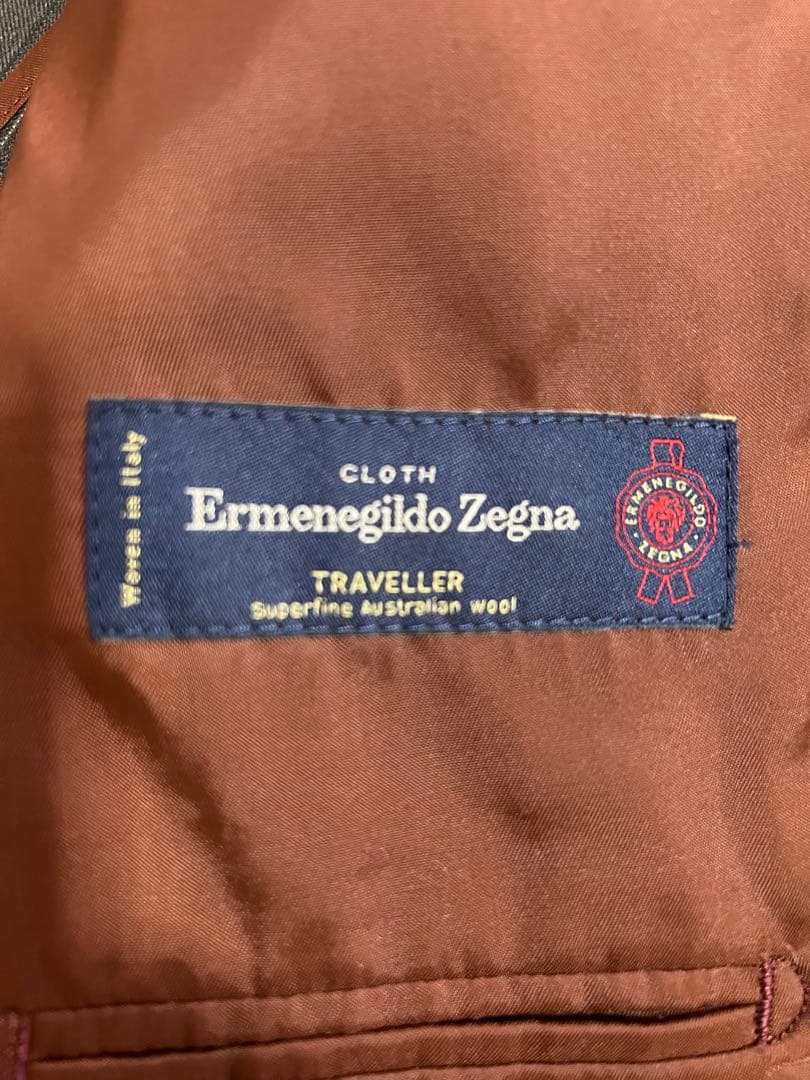 Woven in Italy
CLOTH
Ermenegildo Zegna
TRAVELLER
Superfine Australian wool
ERMENEGILDO
ZEGNA